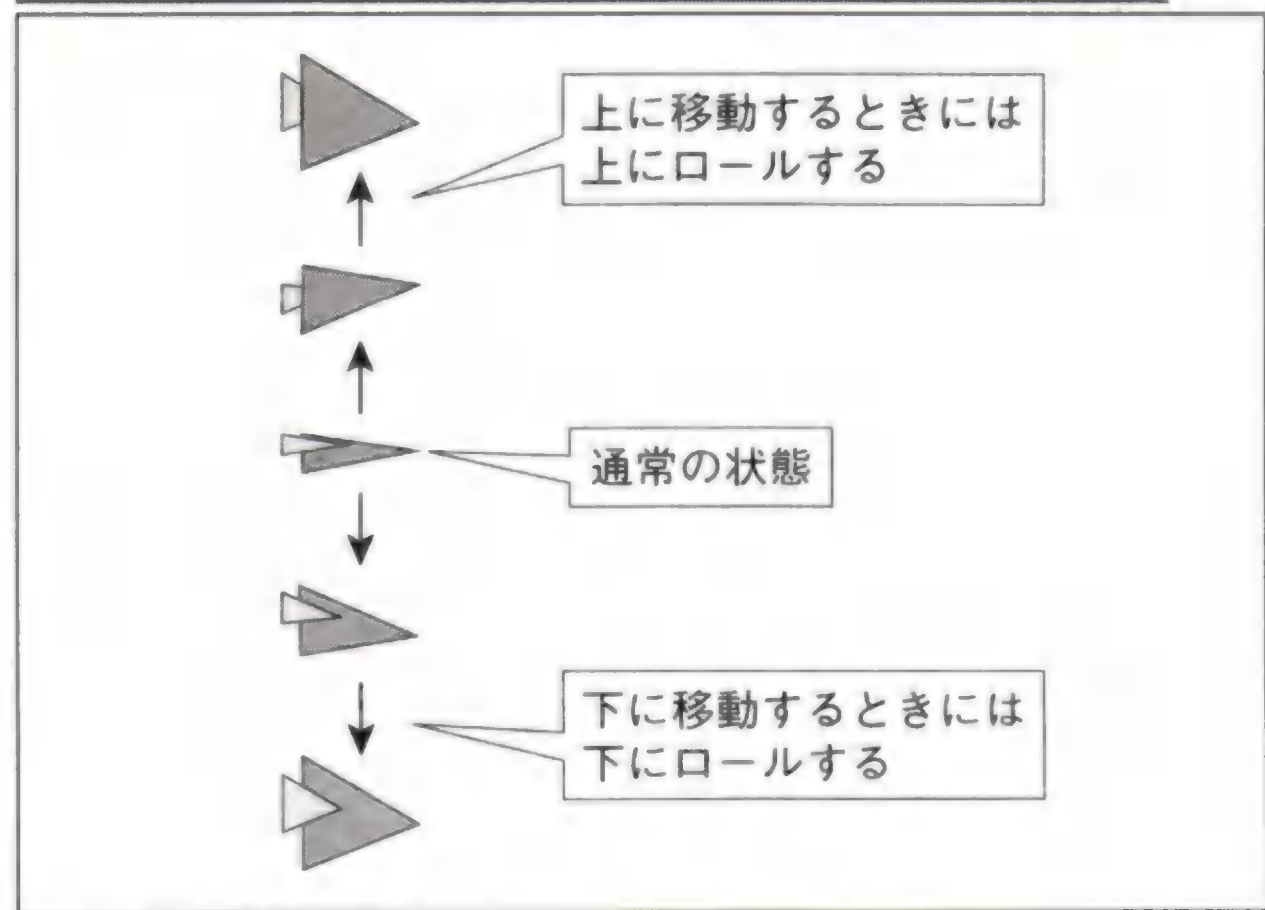 上に移動するときには
上にロールする
通常の状態
下に移動するときには
下にロールする